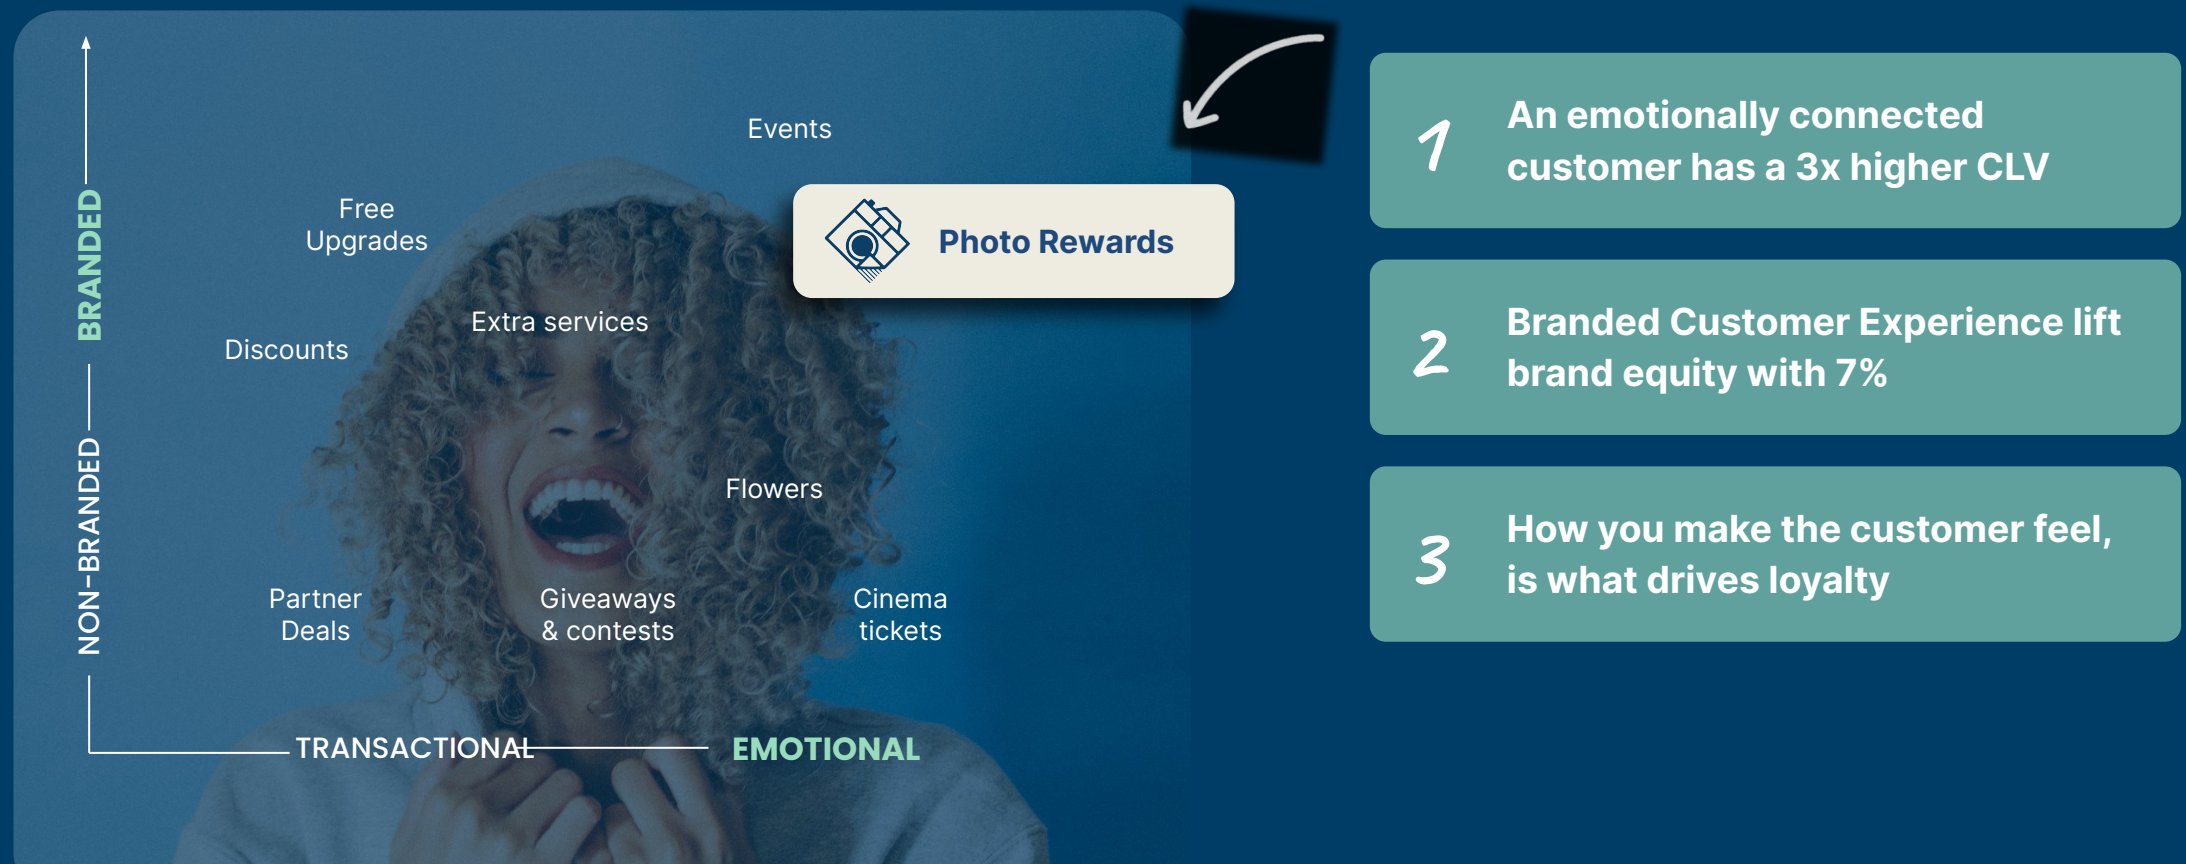 Events
Free
Upgrades
Photo Rewards
Extra services
Discounts
Flowers
Partner
Deals
Giveaways
& contests
Cinema
tickets
BRANDED
NON-BRANDED
TRANSACTIONAL
EMOTIONAL
1
An emotionally connected
customer has a 3x higher CLV
2
Branded Customer Experience lift
brand equity with 7%
3
How you make the customer feel,
is what drives loyalty